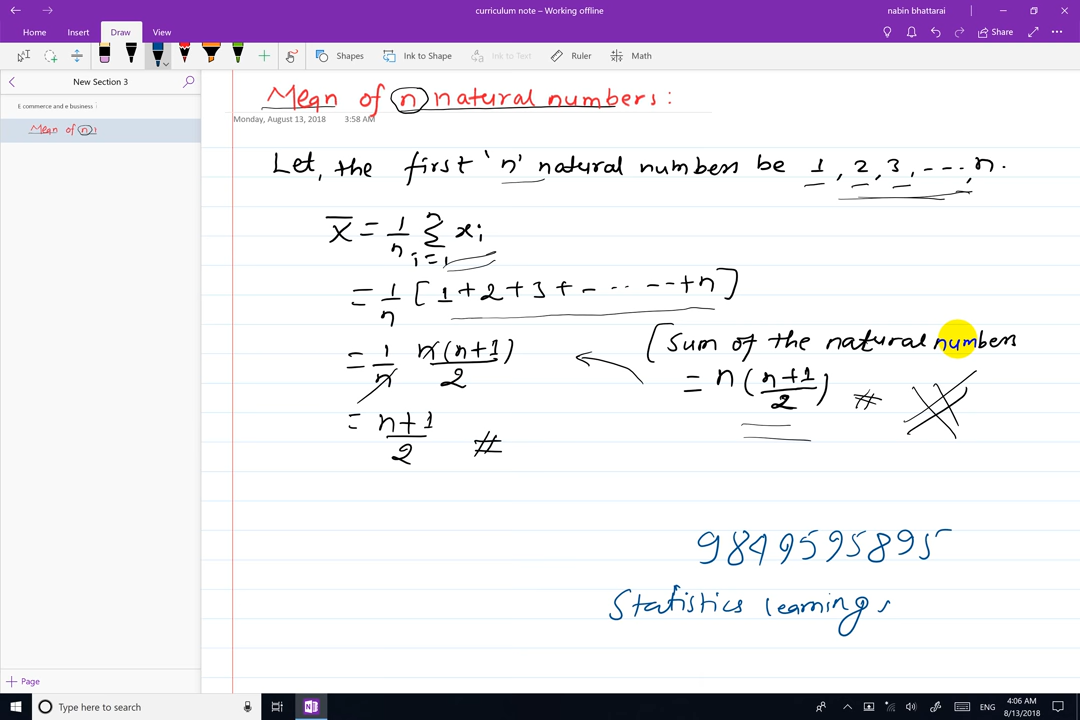 curriculum note – Working offline
nabin bhattarai
Home Insert Draw View
Share
Shapes Ink to Shape Ink to Text Ruler Math
New Section 3
E commerce and e business
Mean of n
Mean of n natural numbers:
Monday, August 13, 2018 3:58 AM
Let, the first 'n' natural numbers be 1, 2, 3, ----, n.
X̄ = 1/n Σ xi
i=1
n
= 1/n [1+2+3+-·····--+n]
= 1/n n(n+1)/2
[Sum of the natural numbers
= n(n+1/2) #
= n+1/2 #
9849595895
Statistics learnings
+ Page
Type here to search
ENG
4:06 AM
8/13/2018